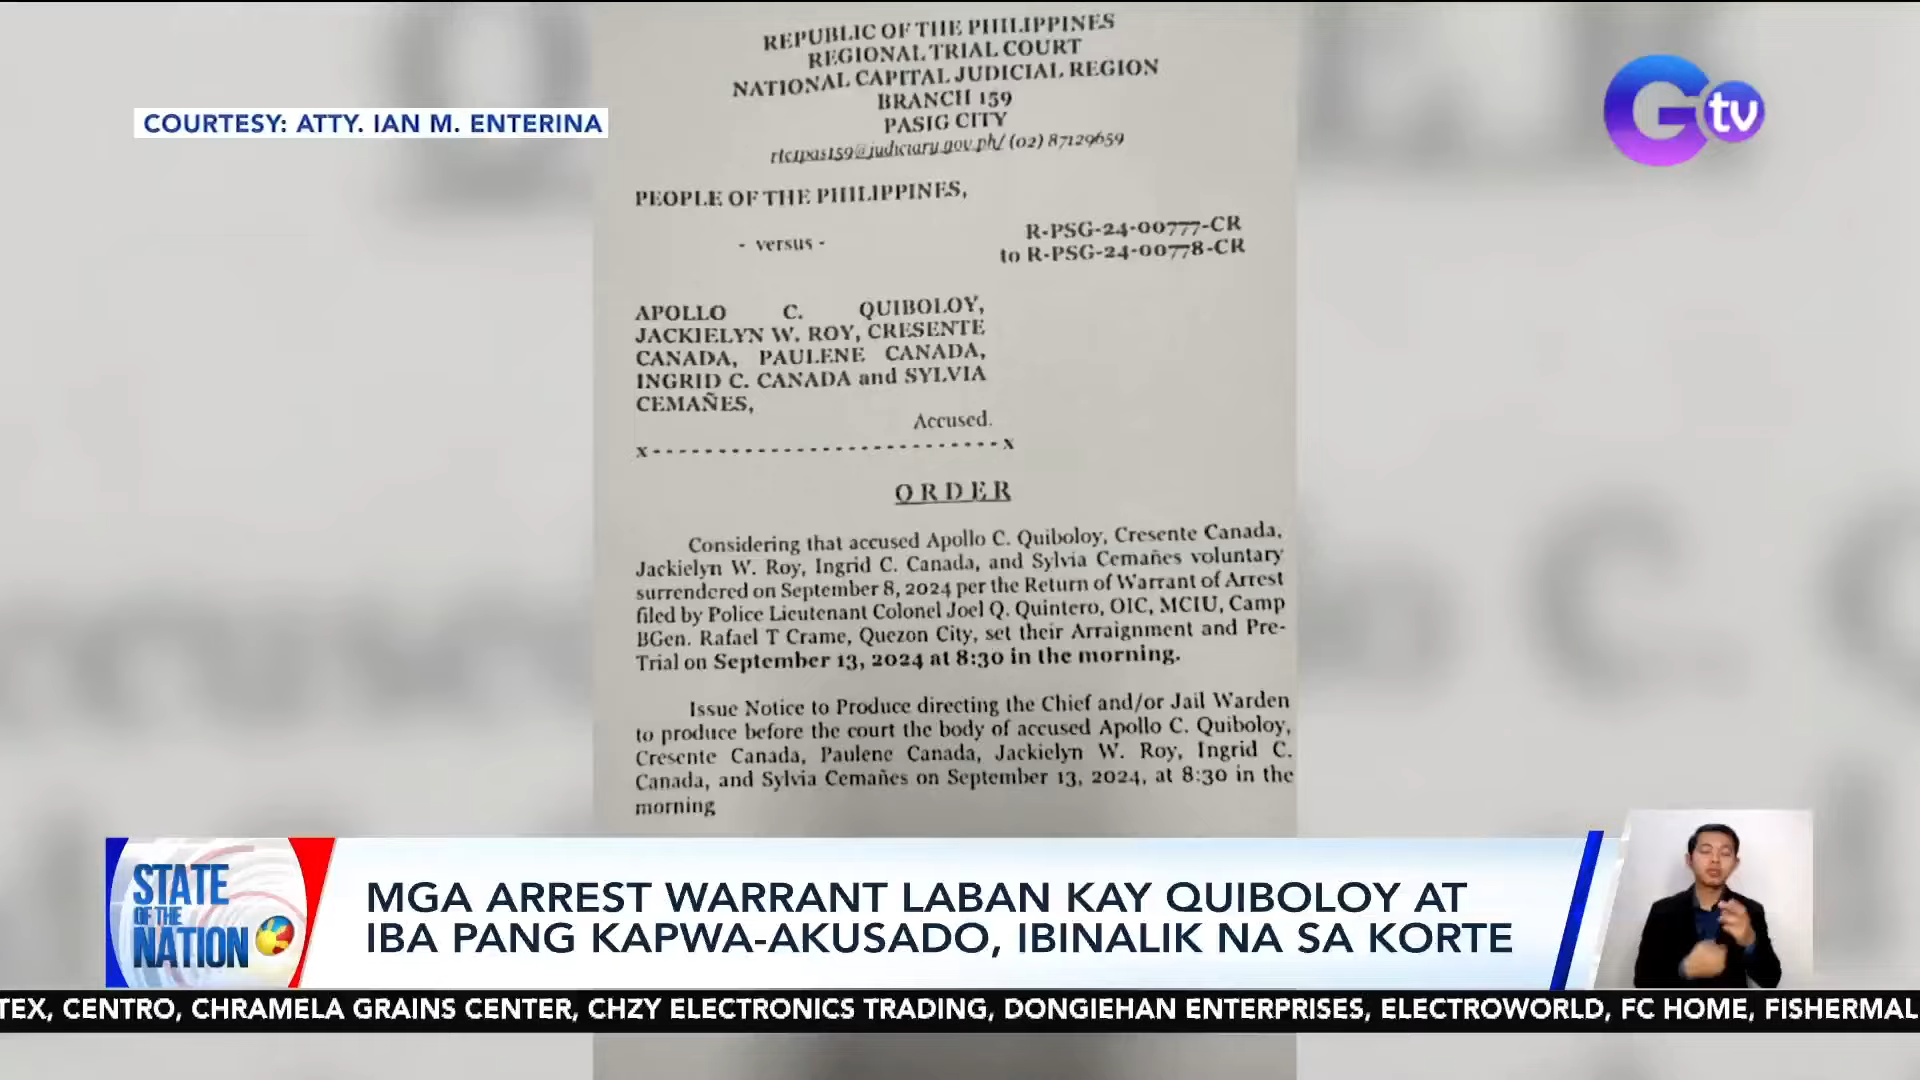 REPUBLIC OF THE PHILIPPINES
REGIONAL TRIAL COURT
NATIONAL CAPITAL JUDICIAL REGION
BRANCH 159
PASIG CITY
rtc1pas159@judiciary.gov.ph/ (02) 87129659
COURTESY: ATTY. IAN M. ENTERINA
G tv
PEOPLE OF THE PHILIPPINES,
- versus -
R-PSG-24-00777-CR
to R-PSG-24-00778-CR
APOLLO C. QUIBOLOY,
JACKIELYN W. ROY, CRESENTE
CANADA, PAULENE CANADA,
INGRID C. CANADA and SYLVIA
CEMAÑES,
Accused.
x - - - - - - - - - - - - - - - - - - - - - - - - - - - x
ORDER
Considering that accused Apollo C. Quiboloy, Cresente Canada,
Jackielyn W. Roy, Ingrid C. Canada, and Sylvia Cemañes voluntary
surrendered on September 8, 2024 per the Return of Warrant of Arrest
filed by Police Lieutenant Colonel Joel Q. Quintero, OIC, MCIU, Camp
BGen. Rafael T Crame, Quezon City, set their Arraignment and Pre-
Trial on September 13, 2024 at 8:30 in the morning.
Issue Notice to Produce directing the Chief and/or Jail Warden
to produce before the court the body of accused Apollo C. Quiboloy,
Cresente Canada, Paulene Canada, Jackielyn W. Roy, Ingrid C.
Canada, and Sylvia Cemañes on September 13, 2024, at 8:30 in the
morning
STATE
OF THE
NATION
MGA ARREST WARRANT LABAN KAY QUIBOLOY AT
IBA PANG KAPWA-AKUSADO, IBINALIK NA SA KORTE
TEX, CENTRO, CHRAMELA GRAINS CENTER, CHZY ELECTRONICS TRADING, DONGIEHAN ENTERPRISES, ELECTROWORLD, FC HOME, FISHERMAL